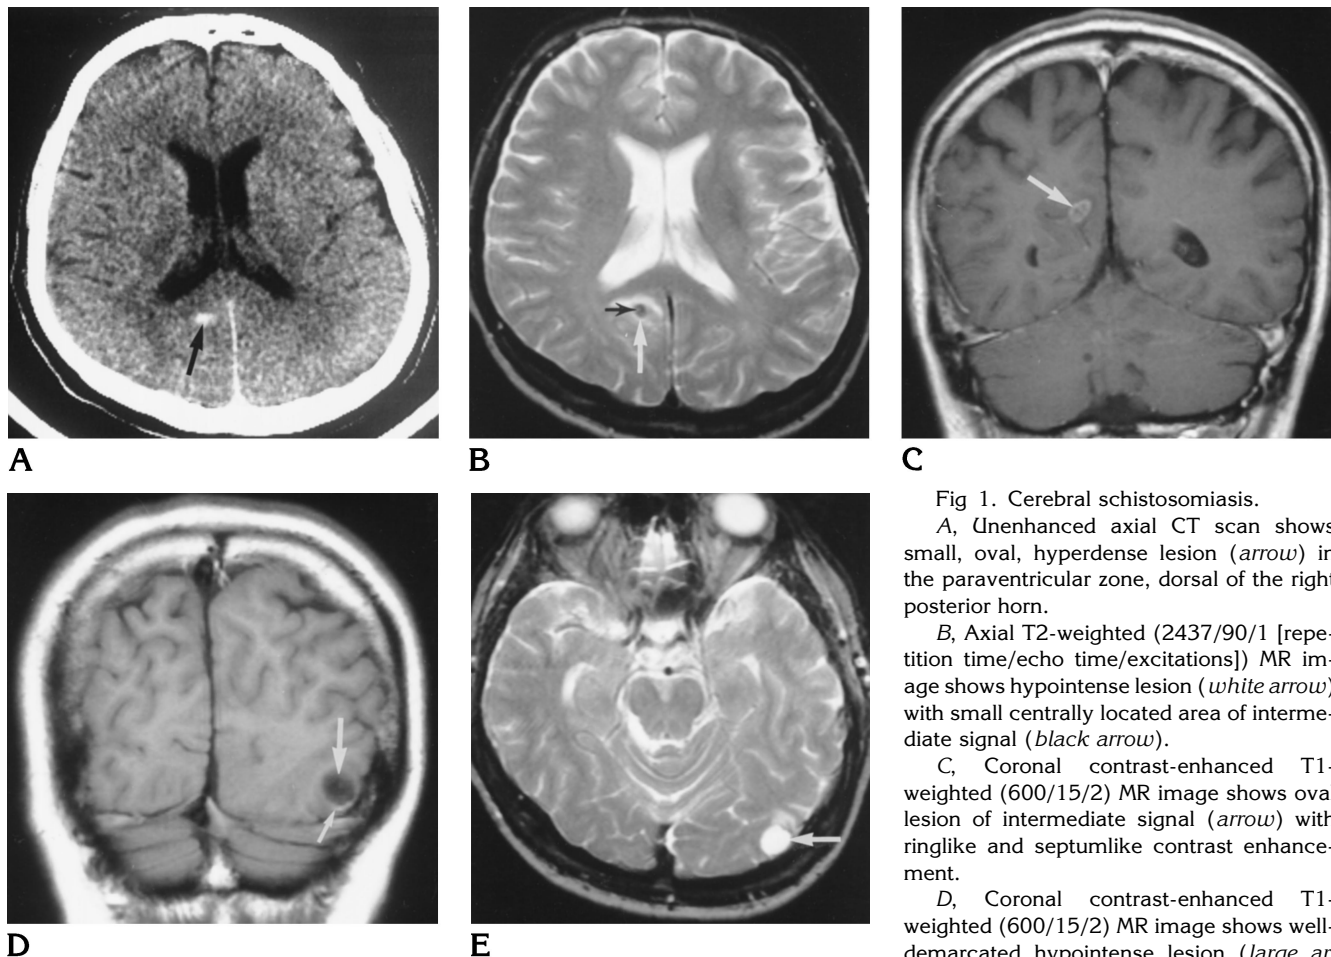 A
B
C
D
E
Fig 1. Cerebral schistosomiasis.
A, Unenhanced axial CT scan shows
small, oval, hyperdense lesion (arrow) in
the paraventricular zone, dorsal of the right
posterior horn.
B, Axial T2-weighted (2437/90/1 [repe-
tition time/echo time/excitations]) MR im-
age shows hypointense lesion (white arrow)
with small centrally located area of interme-
diate signal (black arrow).
C, Coronal contrast-enhanced T1-
weighted (600/15/2) MR image shows oval
lesion of intermediate signal (arrow) with
ringlike and septumlike contrast enhance-
ment.
D, Coronal contrast-enhanced T1-
weighted (600/15/2) MR image shows well-
demarcated hypointense lesion (large ar